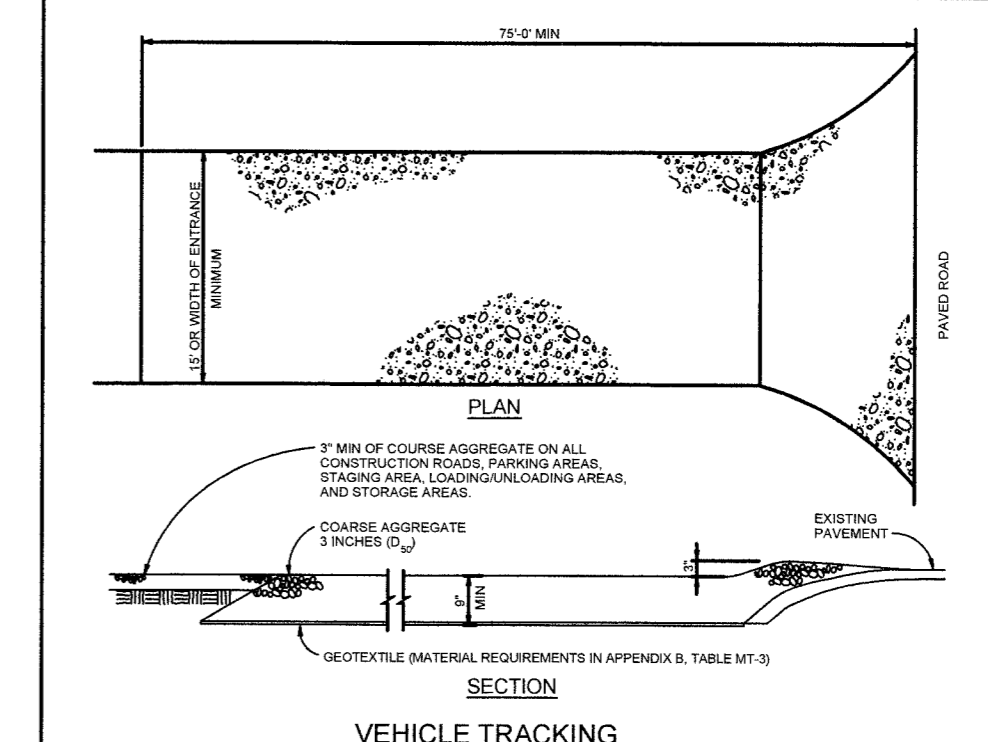 75'-0' MIN
15' OR WIDTH OF ENTRANCE
MINIMUM
PAVED ROAD
PLAN
3" MIN OF COURSE AGGREGATE ON ALL
CONSTRUCTION ROADS, PARKING AREAS,
STAGING AREA, LOADING/UNLOADING AREAS,
AND STORAGE AREAS.
COARSE AGGREGATE
3 INCHES (D50)
EXISTING
PAVEMENT
3"
9"
MIN
GEOTEXTILE (MATERIAL REQUIREMENTS IN APPENDIX B, TABLE MT-3)
SECTION
VEHICLE TRACKING